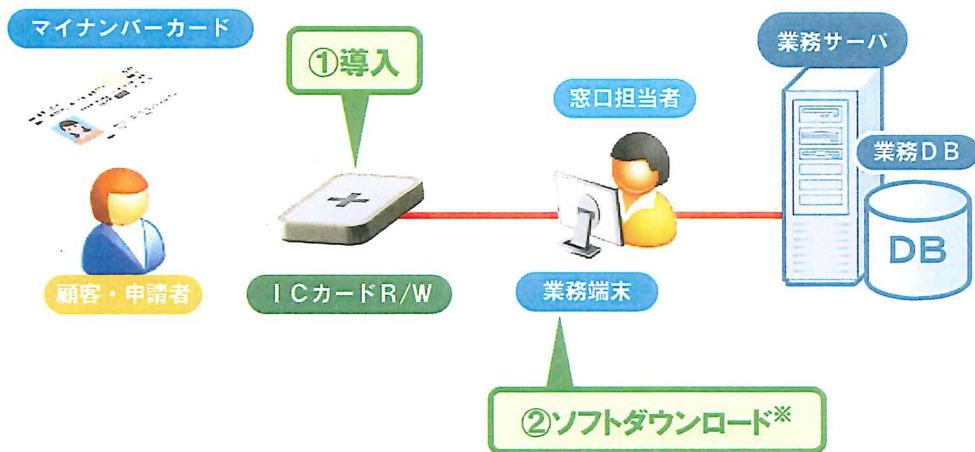 マイナンバーカード
①導入
業務サーバ
窓口担当者
業務DB
DB
顧客・申請者
ICカードR/W
業務端末
②ソフトダウンロード※